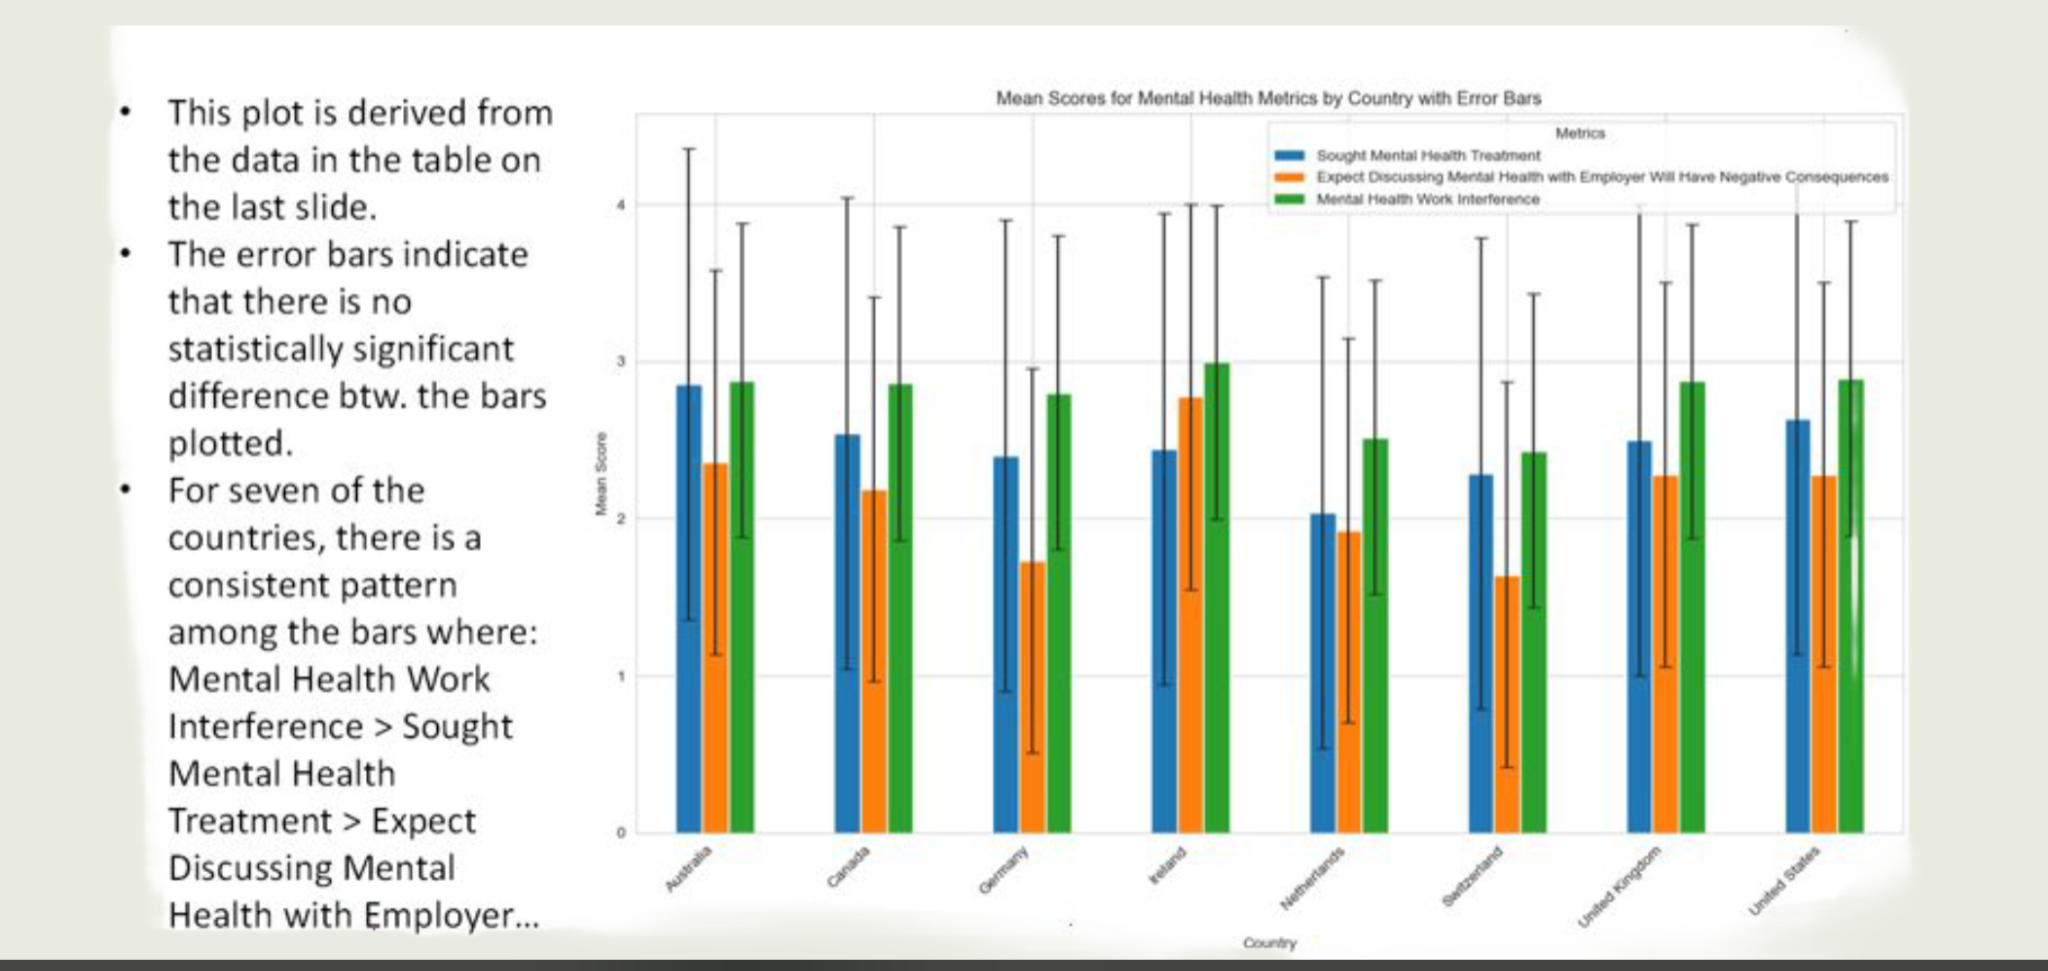 • This plot is derived from
the data in the table on
the last slide.
• The error bars indicate
that there is no
statistically significant
difference btw. the bars
plotted.
• For seven of the
countries, there is a
consistent pattern
among the bars where:
Mental Health Work
Interference > Sought
Mental Health
Treatment > Expect
Discussing Mental
Health with Employer...
Mean Scores for Mental Health Metrics by Country with Error Bars
Metrics
Sought Mental Health Treatment
Expect Discussing Mental Health with Employer Will Have Negative Consequences
Mental Health Work Interference
Mean Score
4
3
2
1
0
Australia
Canada
Germany
Ireland
Netherlands
Switzerland
United Kingdom
United States
Country